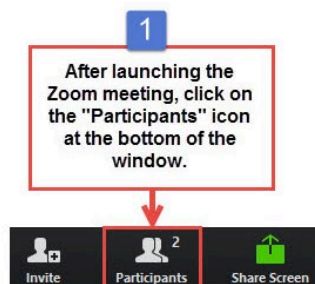 1
After launching the
Zoom meeting, click on
the "Participants" icon
at the bottom of the
window.
2
Invite
Participants
Share Screen